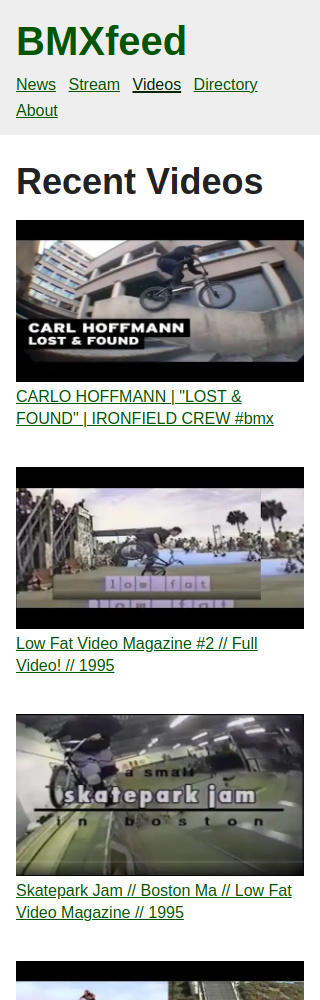 BMXfeed
News Stream Videos Directory
About
Recent Videos
CARL HOFFMANN
LOST & FOUND
CARLO HOFFMANN | "LOST &
FOUND" | IRONFIELD CREW #bmx
low fat
low fat
Low Fat Video Magazine #2 // Full
Video! // 1995
a small
skatepark jam
in boston
Skatepark Jam // Boston Ma // Low Fat
Video Magazine // 1995